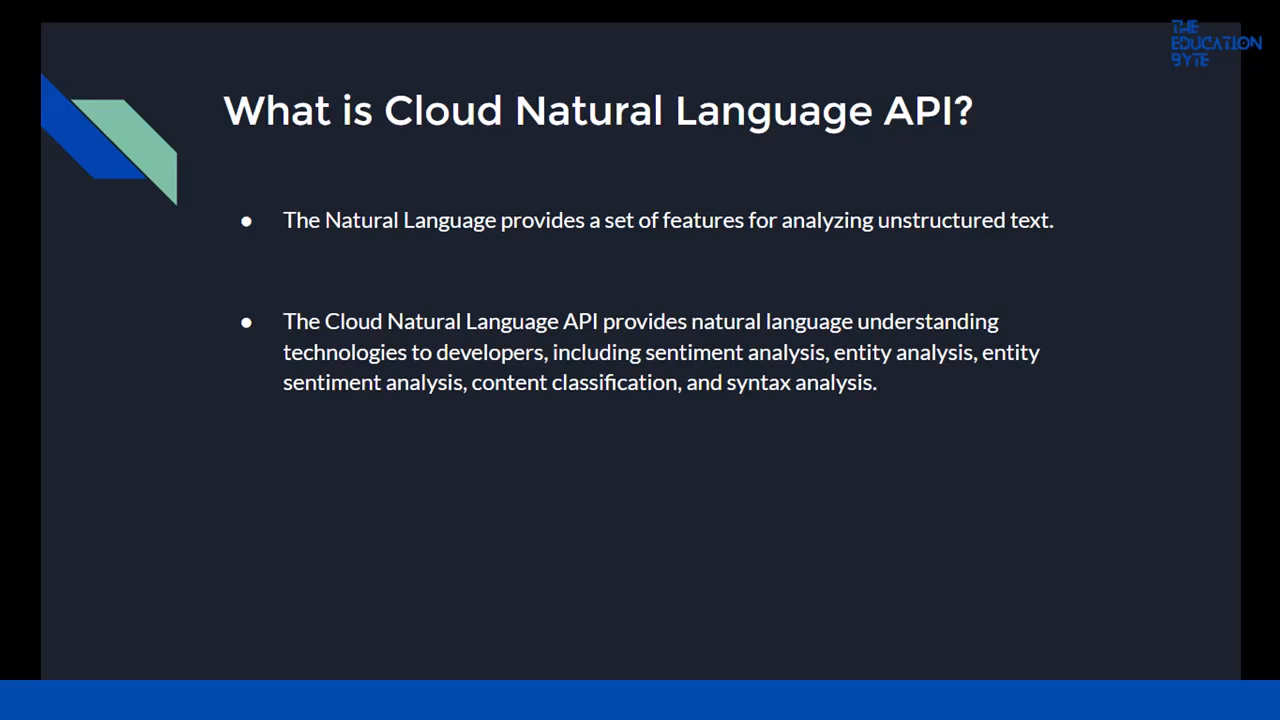 THE
EDUCATION
BYTE
What is Cloud Natural Language API?
● The Natural Language provides a set of features for analyzing unstructured text.
● The Cloud Natural Language API provides natural language understanding
technologies to developers, including sentiment analysis, entity analysis, entity
sentiment analysis, content classification, and syntax analysis.